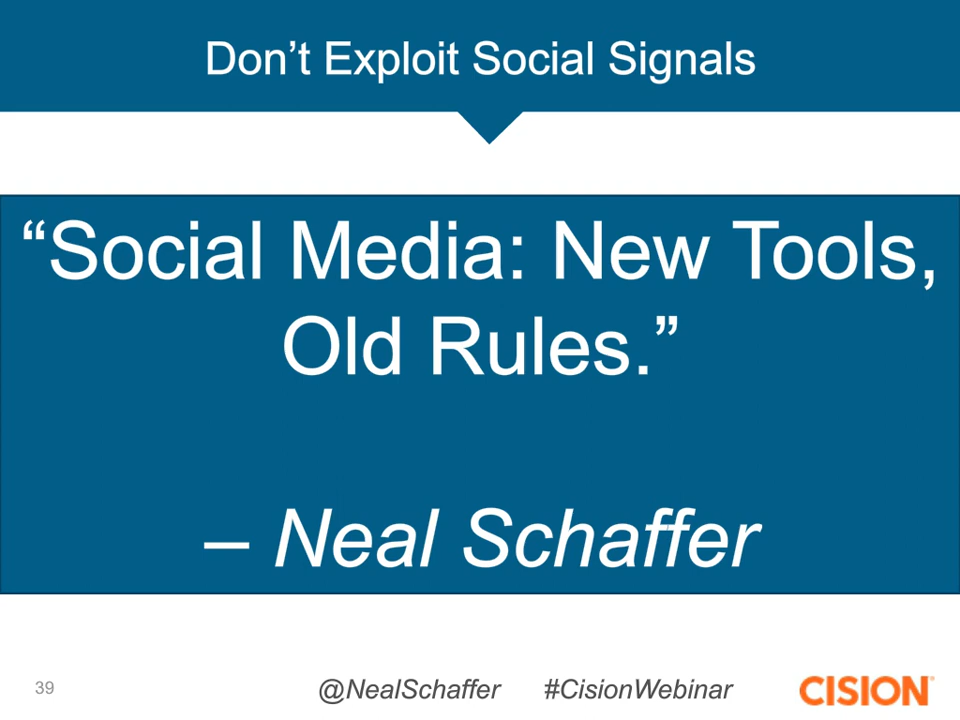 Don’t Exploit Social Signals
“Social Media: New Tools,
Old Rules.”
– Neal Schaffer
39
@NealSchaffer #CisionWebinar
CISION®